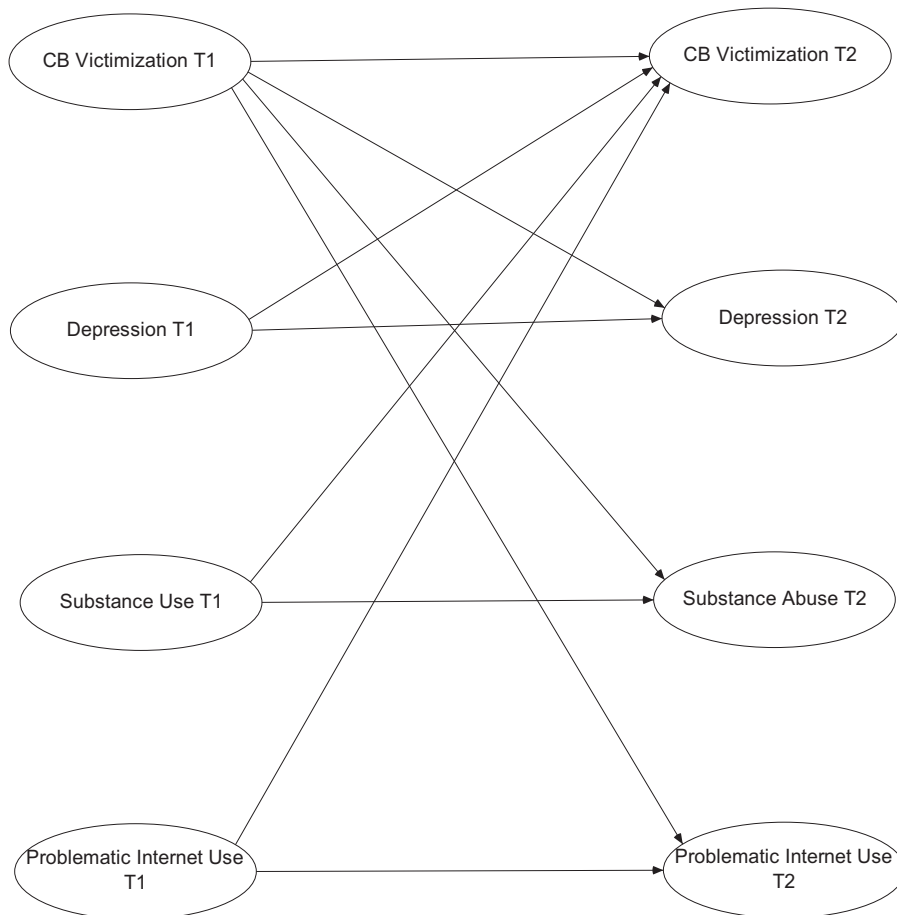 CB Victimization T1
CB Victimization T2
Depression T1
Depression T2
Substance Use T1
Substance Abuse T2
Problematic Internet Use
T1
Problematic Internet Use
T2